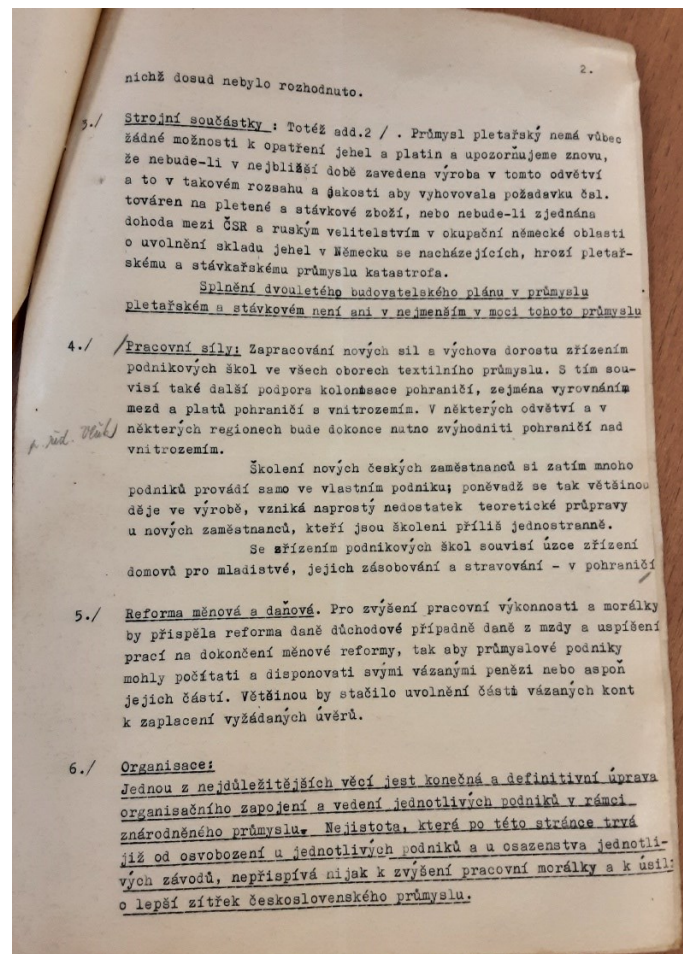 2.
nichž dosud nebylo rozhodnuto.
3./ Strojní součástky : Totéž add.2 / . Průmysl pletařský nemá vůbec
žádné možnosti k opatření jehel a platin a upozorňujeme znovu,
že nebude-li v nejbližší době zavedena výroba v tomto odvětví
a to v takovém rozsahu a jakosti aby vyhovovala požadavku čsl.
továren na pletené a stávkové zboží, nebo nebude-li zjednána
dohoda mezi ČSR a ruským velitelstvím v okupační německé oblasti
o uvolnění skladu jehel v Německu se nacházejících, hrozí pletař-
skému a stávkařskému průmyslu katastrofa.
Splnění dvouletého budovatelského plánu v průmyslu
pletařském a stávkovém není ani v nejmenším v moci tohoto průmyslu
4./ Pracovní síly: Zapracování nových sil a výchova dorostu zřízením
podnikových škol ve všech oborech textilního průmyslu. S tím sou-
visí také další podpora kolonisace pohraničí, zejména vyrovnáním
mezd a platů pohraničí s vnitrozemím. V některých odvětví a v
některých regionech bude dokonce nutno zvýhodniti pohraničí nad
vnitrozemím.
Školení nových českých zaměstnanců si zatím mnoho
podniků provádí samo ve vlastním podniku; poněvadž se tak většinou
děje ve výrobě, vzniká naprostý nedostatek teoretické průpravy
u nových zaměstnanců, kteří jsou školeni příliš jednostranně.
Se zřízením podnikových škol souvisí úzce zřízení
domovů pro mladistvé, jejich zásobování a stravování - v pohraničí
5./ Reforma měnová a daňová. Pro zvýšení pracovní výkonnosti a morálky
by přispěla reforma daně důchodové případně daně z mzdy a uspíšení
prací na dokončení měnové reformy, tak aby průmyslové podniky
mohly počítati a disponovati svými vázanými penězi nebo aspoň
jejich částí. Většinou by stačilo uvolnění části vázaných kont
k zaplacení vyžádaných úvěrů.
6./ Organisace:
Jednou z nejdůležitějších věcí jest konečná a definitivní úprava
organisačního zapojení a vedení jednotlivých podniků v rámci
znárodněného průmyslu. Nejistota, která po této stránce trvá
již od osvobození u jednotlivých podniků a u osazenstva jednotli-
vých závodů, nepřispívá nijak k zvýšení pracovní morálky a k úsilí
o lepší zítřek československého průmyslu.